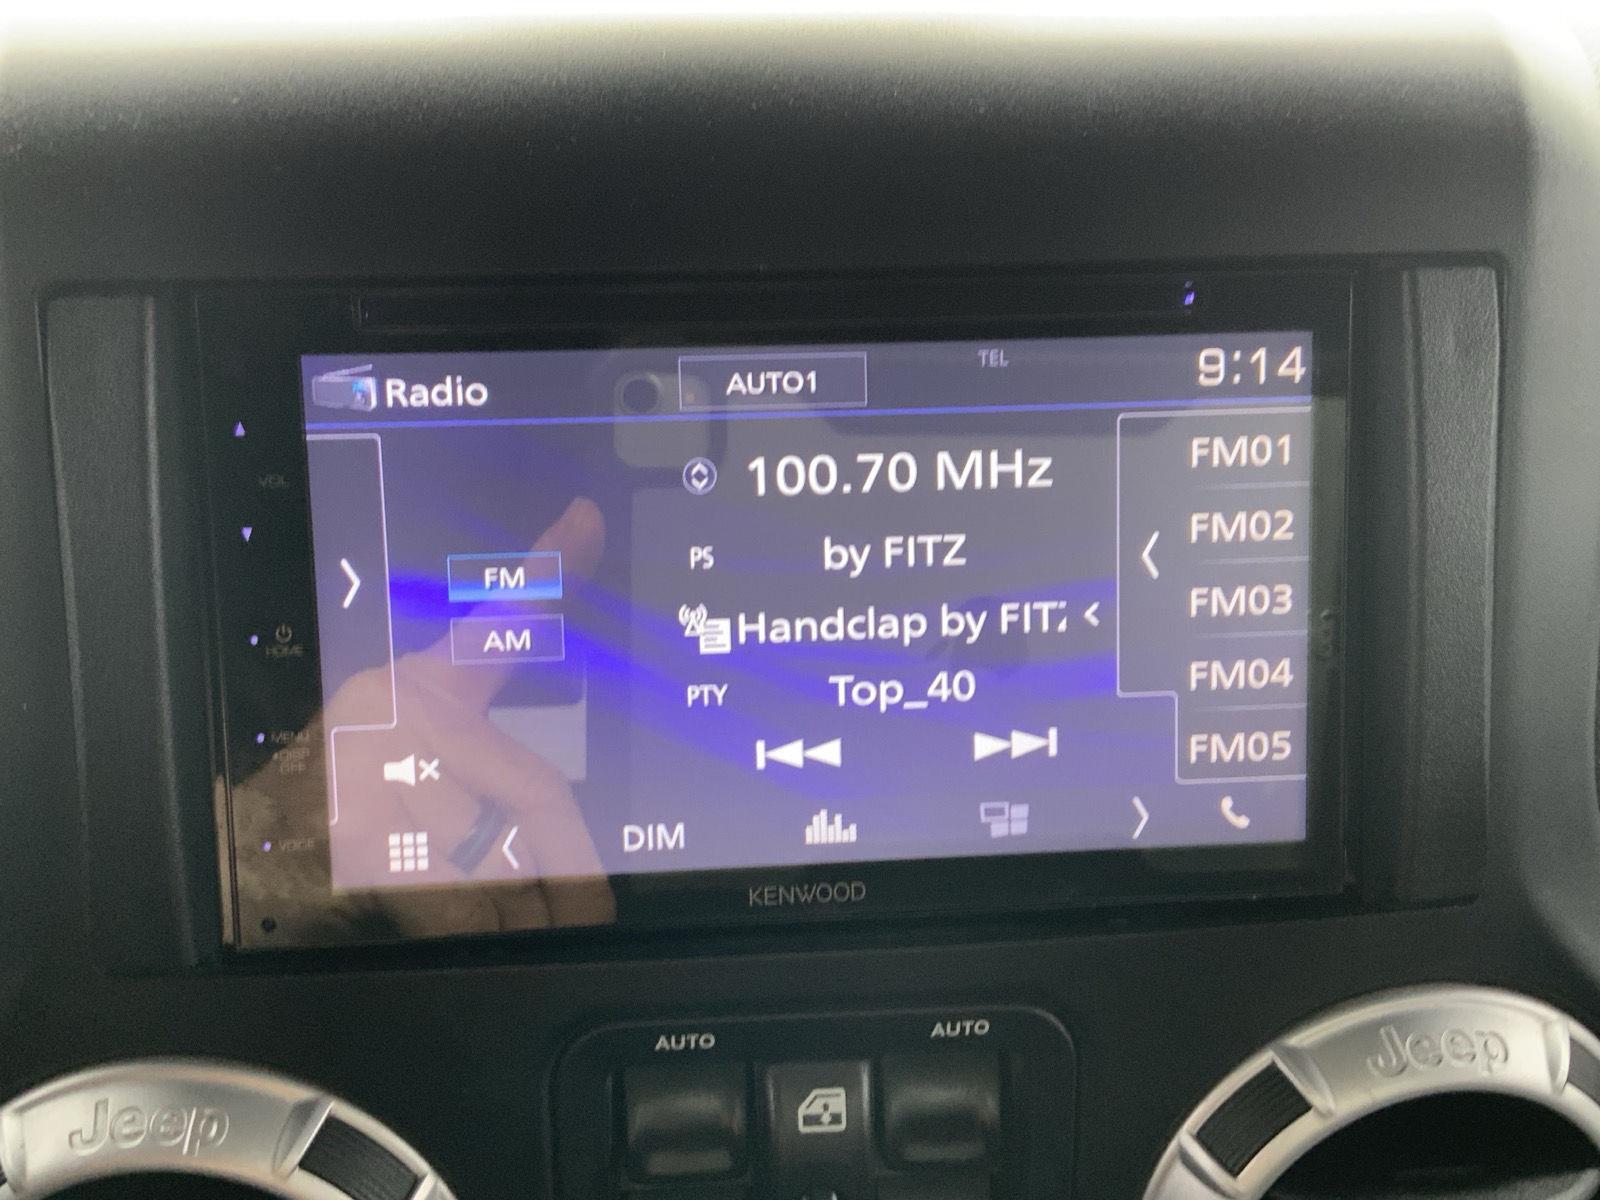 Radio
AUTO1
TEL
9:14
100.70 MHz
PS
by FITZ
Handclap by FIT
PTY
Top_40
FM
AM
FM01
FM02
FM03
FM04
FM05
DIM
VOL
HOME
MENU
•DISP
OFF
VOICE
KENWOOD
AUTO
AUTO
Jeep
Jeep